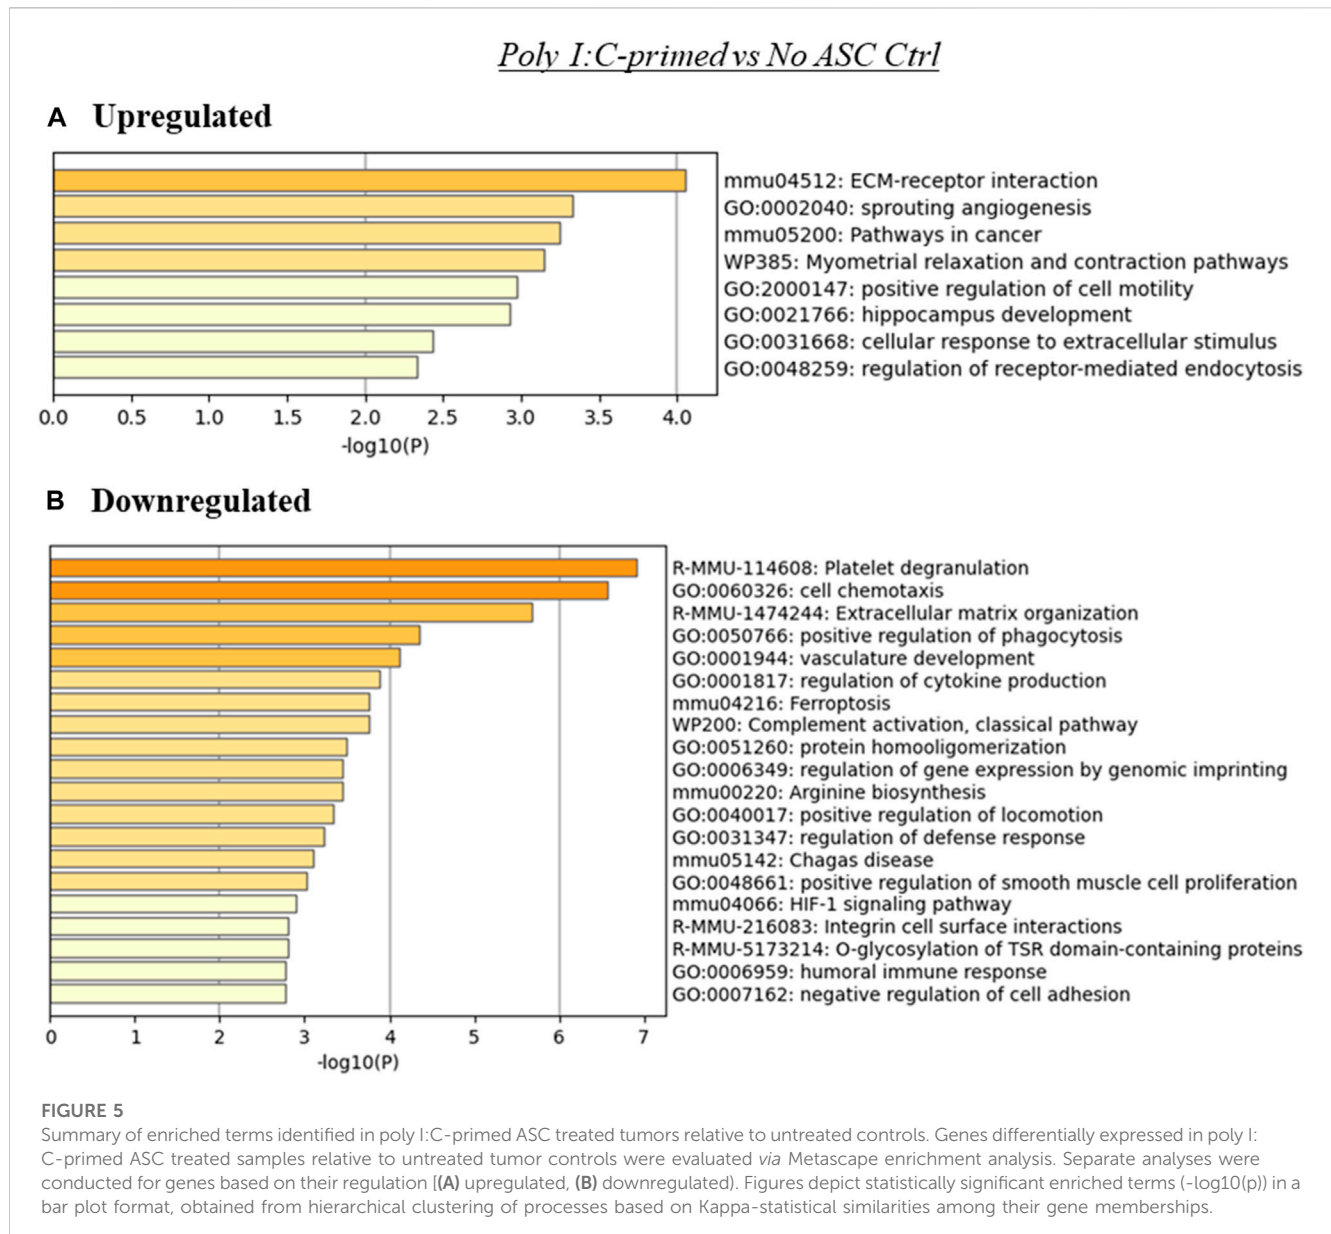 Poly I:C-primed vs No ASC Ctrl
A Upregulated
mmu04512: ECM-receptor interaction
GO:0002040: sprouting angiogenesis
mmu05200: Pathways in cancer
WP385: Myometrial relaxation and contraction pathways
GO:2000147: positive regulation of cell motility
GO:0021766: hippocampus development
GO:0031668: cellular response to extracellular stimulus
GO:0048259: regulation of receptor-mediated endocytosis
0.0 0.5 1.0 1.5 2.0 2.5 3.0 3.5 4.0
-log10(P)
B Downregulated
R-MMU-114608: Platelet degranulation
GO:0060326: cell chemotaxis
R-MMU-1474244: Extracellular matrix organization
GO:0050766: positive regulation of phagocytosis
GO:0001944: vasculature development
GO:0001817: regulation of cytokine production
mmu04216: Ferroptosis
WP200: Complement activation, classical pathway
GO:0051260: protein homooligomerization
GO:0006349: regulation of gene expression by genomic imprinting
mmu00220: Arginine biosynthesis
GO:0040017: positive regulation of locomotion
GO:0031347: regulation of defense response
mmu05142: Chagas disease
GO:0048661: positive regulation of smooth muscle cell proliferation
mmu04066: HIF-1 signaling pathway
R-MMU-216083: Integrin cell surface interactions
R-MMU-5173214: O-glycosylation of TSR domain-containing proteins
GO:0006959: humoral immune response
GO:0007162: negative regulation of cell adhesion
0 1 2 3 4 5 6 7
-log10(P)
FIGURE 5
Summary of enriched terms identified in poly I:C-primed ASC treated tumors relative to untreated controls. Genes differentially expressed in poly I:
C-primed ASC treated samples relative to untreated tumor controls were evaluated via Metascape enrichment analysis. Separate analyses were
conducted for genes based on their regulation [(A) upregulated, (B) downregulated). Figures depict statistically significant enriched terms (-log10(p)) in a
bar plot format, obtained from hierarchical clustering of processes based on Kappa-statistical similarities among their gene memberships.